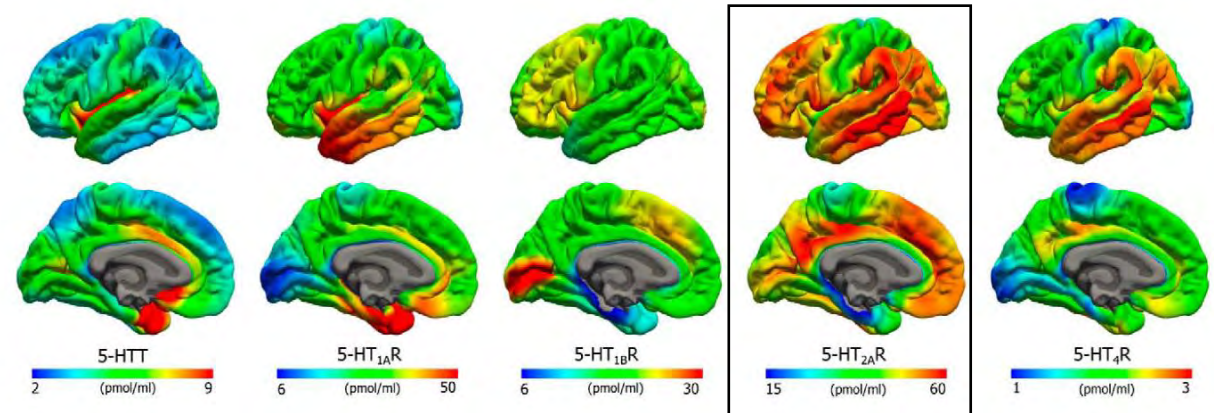 5-HTT
2 (pmol/ml) 9
5-HT1AR
6 (pmol/ml) 50
5-HT1BR
6 (pmol/ml) 30
5-HT2AR
15 (pmol/ml) 60
5-HT4R
1 (pmol/ml) 3